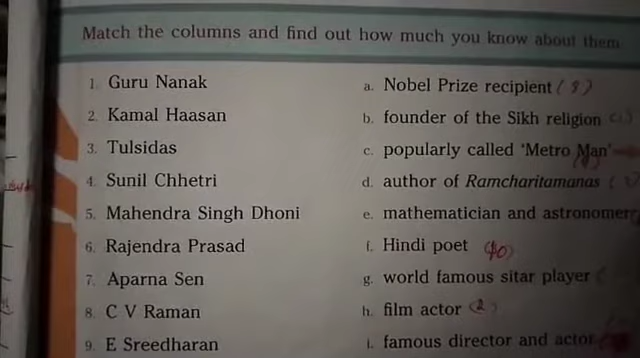 Match the columns and find out how much you know about them
1. Guru Nanak a. Nobel Prize recipient (8)
2. Kamal Haasan b. founder of the Sikh religion
3. Tulsidas c. popularly called 'Metro Man'
4. Sunil Chhetri d. author of Ramcharitamanas
5. Mahendra Singh Dhoni e. mathematician and astronomer
6. Rajendra Prasad f. Hindi poet (10)
7. Aparna Sen g. world famous sitar player
8. C V Raman h. film actor (2)
9. E Sreedharan i. famous director and actor